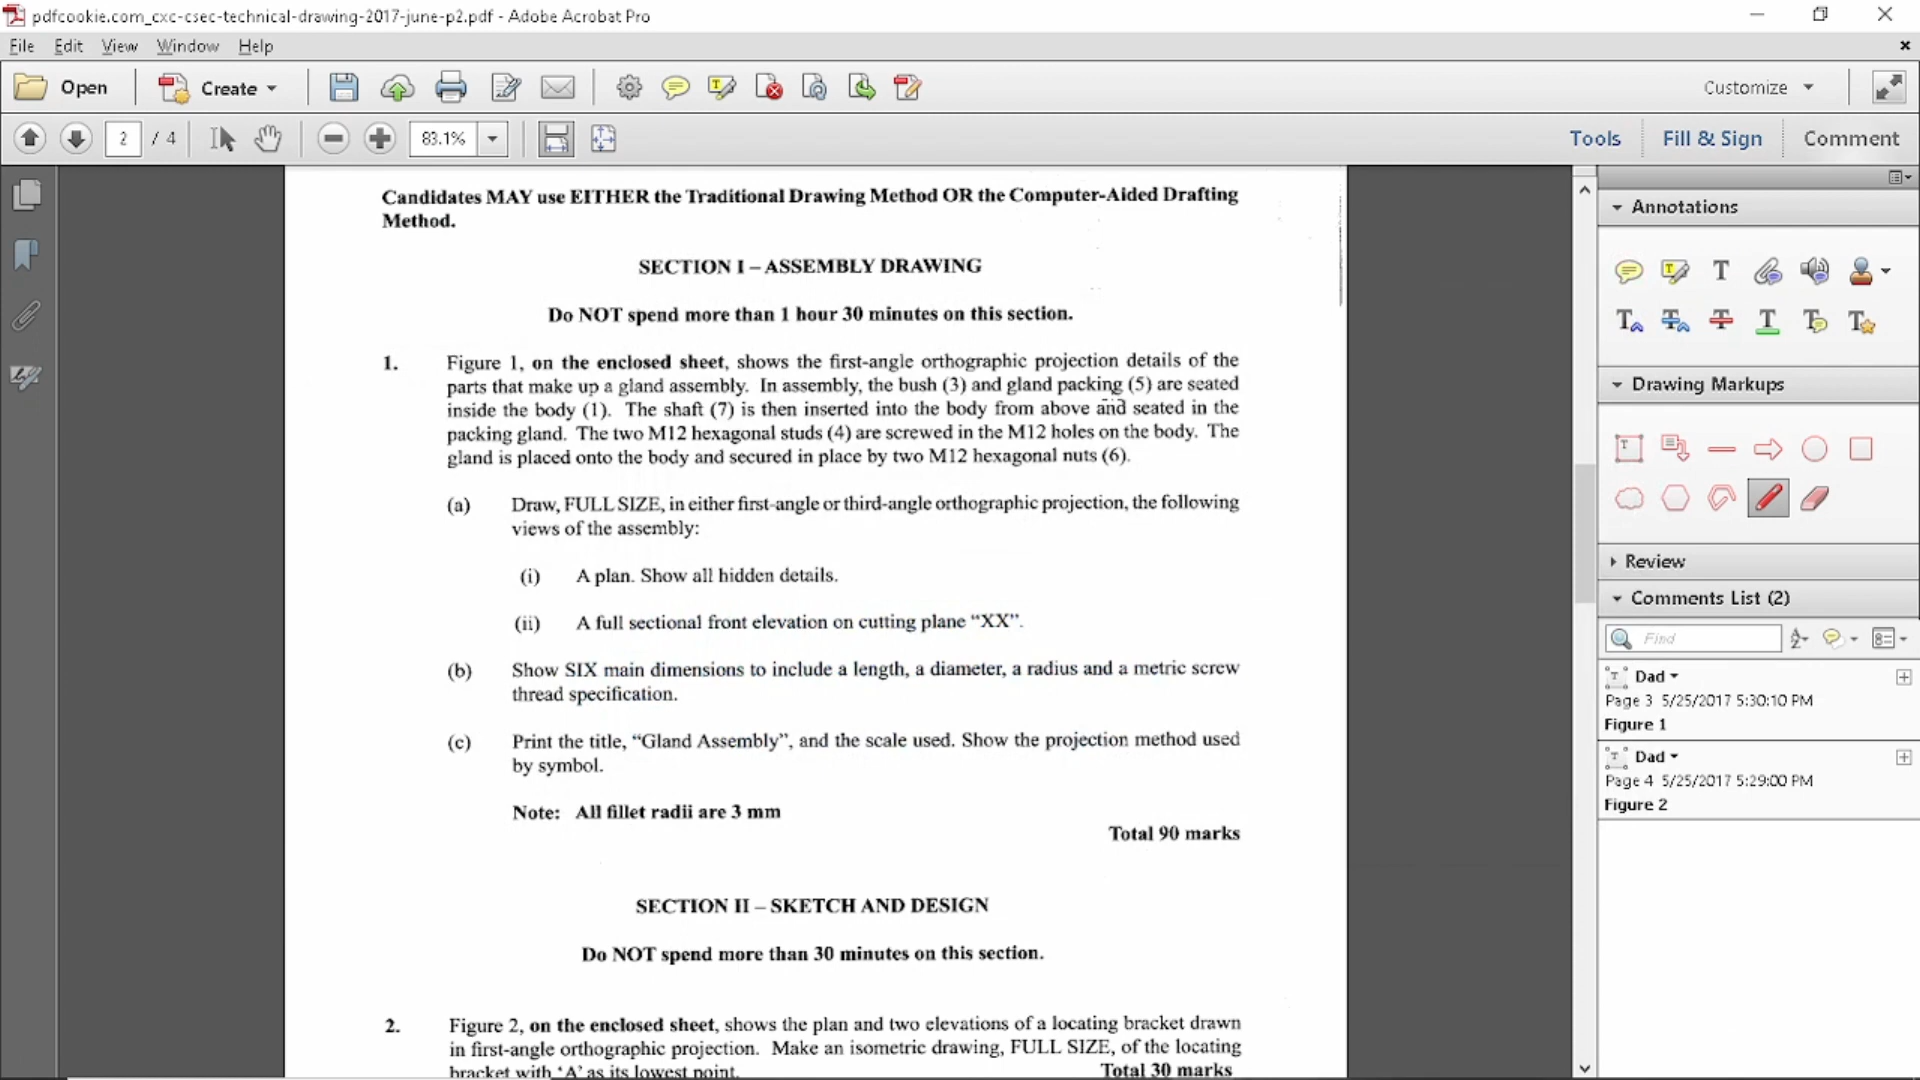 pdfcookie.com_cxc-csec-technical-drawing-2017-june-p2.pdf - Adobe Acrobat Pro
File Edit View Window Help
Open Create Customize
2 / 4 83.1% Tools Fill & Sign Comment
Candidates MAY use EITHER the Traditional Drawing Method OR the Computer-Aided Drafting
Method.
SECTION I – ASSEMBLY DRAWING
Do NOT spend more than 1 hour 30 minutes on this section.
1. Figure 1, on the enclosed sheet, shows the first-angle orthographic projection details of the
parts that make up a gland assembly. In assembly, the bush (3) and gland packing (5) are seated
inside the body (1). The shaft (7) is then inserted into the body from above and seated in the
packing gland. The two M12 hexagonal studs (4) are screwed in the M12 holes on the body. The
gland is placed onto the body and secured in place by two M12 hexagonal nuts (6).
(a) Draw, FULL SIZE, in either first-angle or third-angle orthographic projection, the following
views of the assembly:
(i) A plan. Show all hidden details.
(ii) A full sectional front elevation on cutting plane “XX”.
(b) Show SIX main dimensions to include a length, a diameter, a radius and a metric screw
thread specification.
(c) Print the title, “Gland Assembly”, and the scale used. Show the projection method used
by symbol.
Note: All fillet radii are 3 mm
Total 90 marks
SECTION II – SKETCH AND DESIGN
Do NOT spend more than 30 minutes on this section.
2. Figure 2, on the enclosed sheet, shows the plan and two elevations of a locating bracket drawn
in first-angle orthographic projection. Make an isometric drawing, FULL SIZE, of the locating
bracket with ‘A’ as its lowest point.
Total 30 marks
Annotations
Drawing Markups
Review
Comments List (2)
Find
Dad
Page 3 5/25/2017 5:30:10 PM
Figure 1
Dad
Page 4 5/25/2017 5:29:00 PM
Figure 2